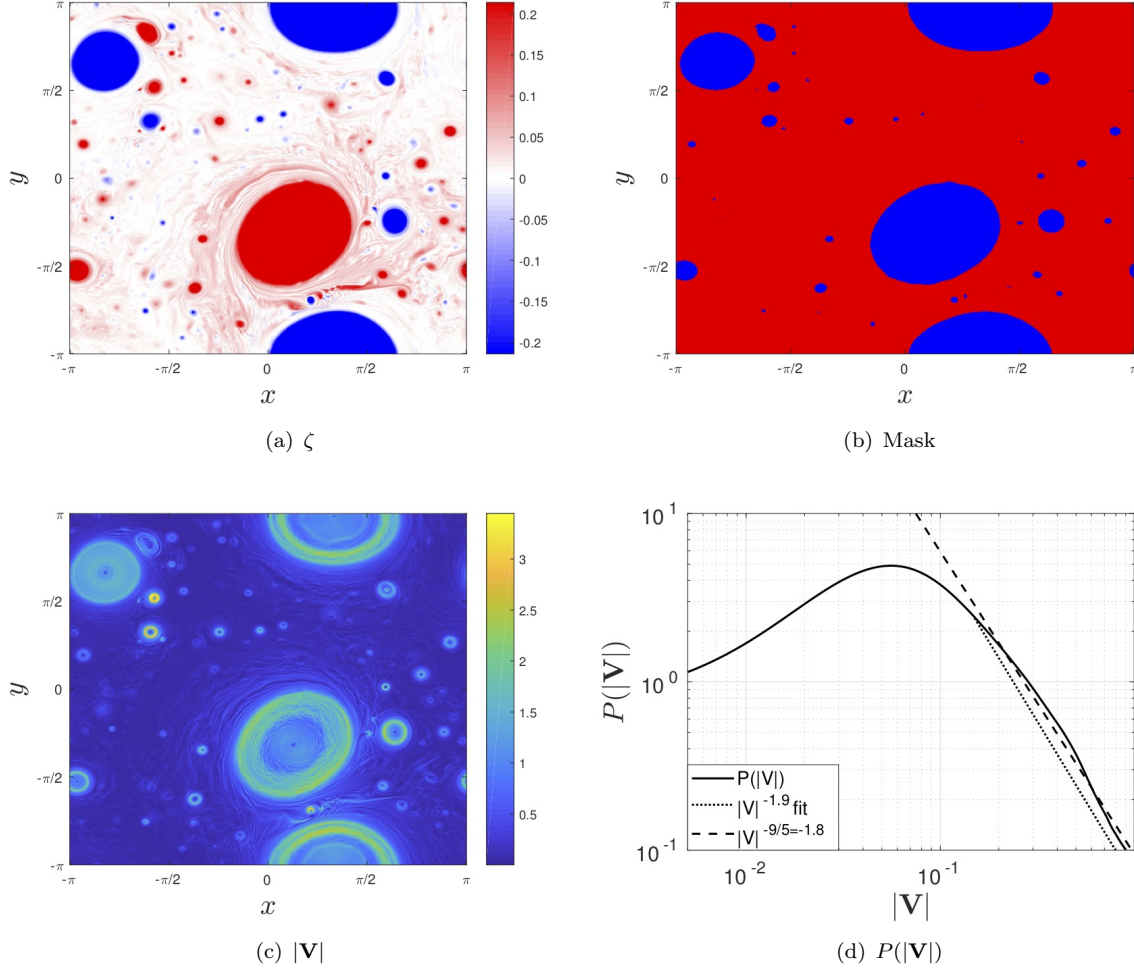 π
π/2
0
-π/2
-π
y
-π
-π/2
0
π/2
π
x
0.2
0.15
0.1
0.05
0
-0.05
-0.1
-0.15
-0.2
(a) ζ
π
π/2
0
-π/2
-π
y
-π
-π/2
0
π/2
π
x
(b) Mask
π
π/2
0
-π/2
-π
y
-π
-π/2
0
π/2
π
x
3
2.5
2
1.5
1
0.5
(c) |V|
10^1
10^0
10^-1
P(|V|)
P(|V|)
|V|^-1.9 fit
|V|^-9/5=-1.8
10^-2
10^-1
|V|
(d) P(|V|)